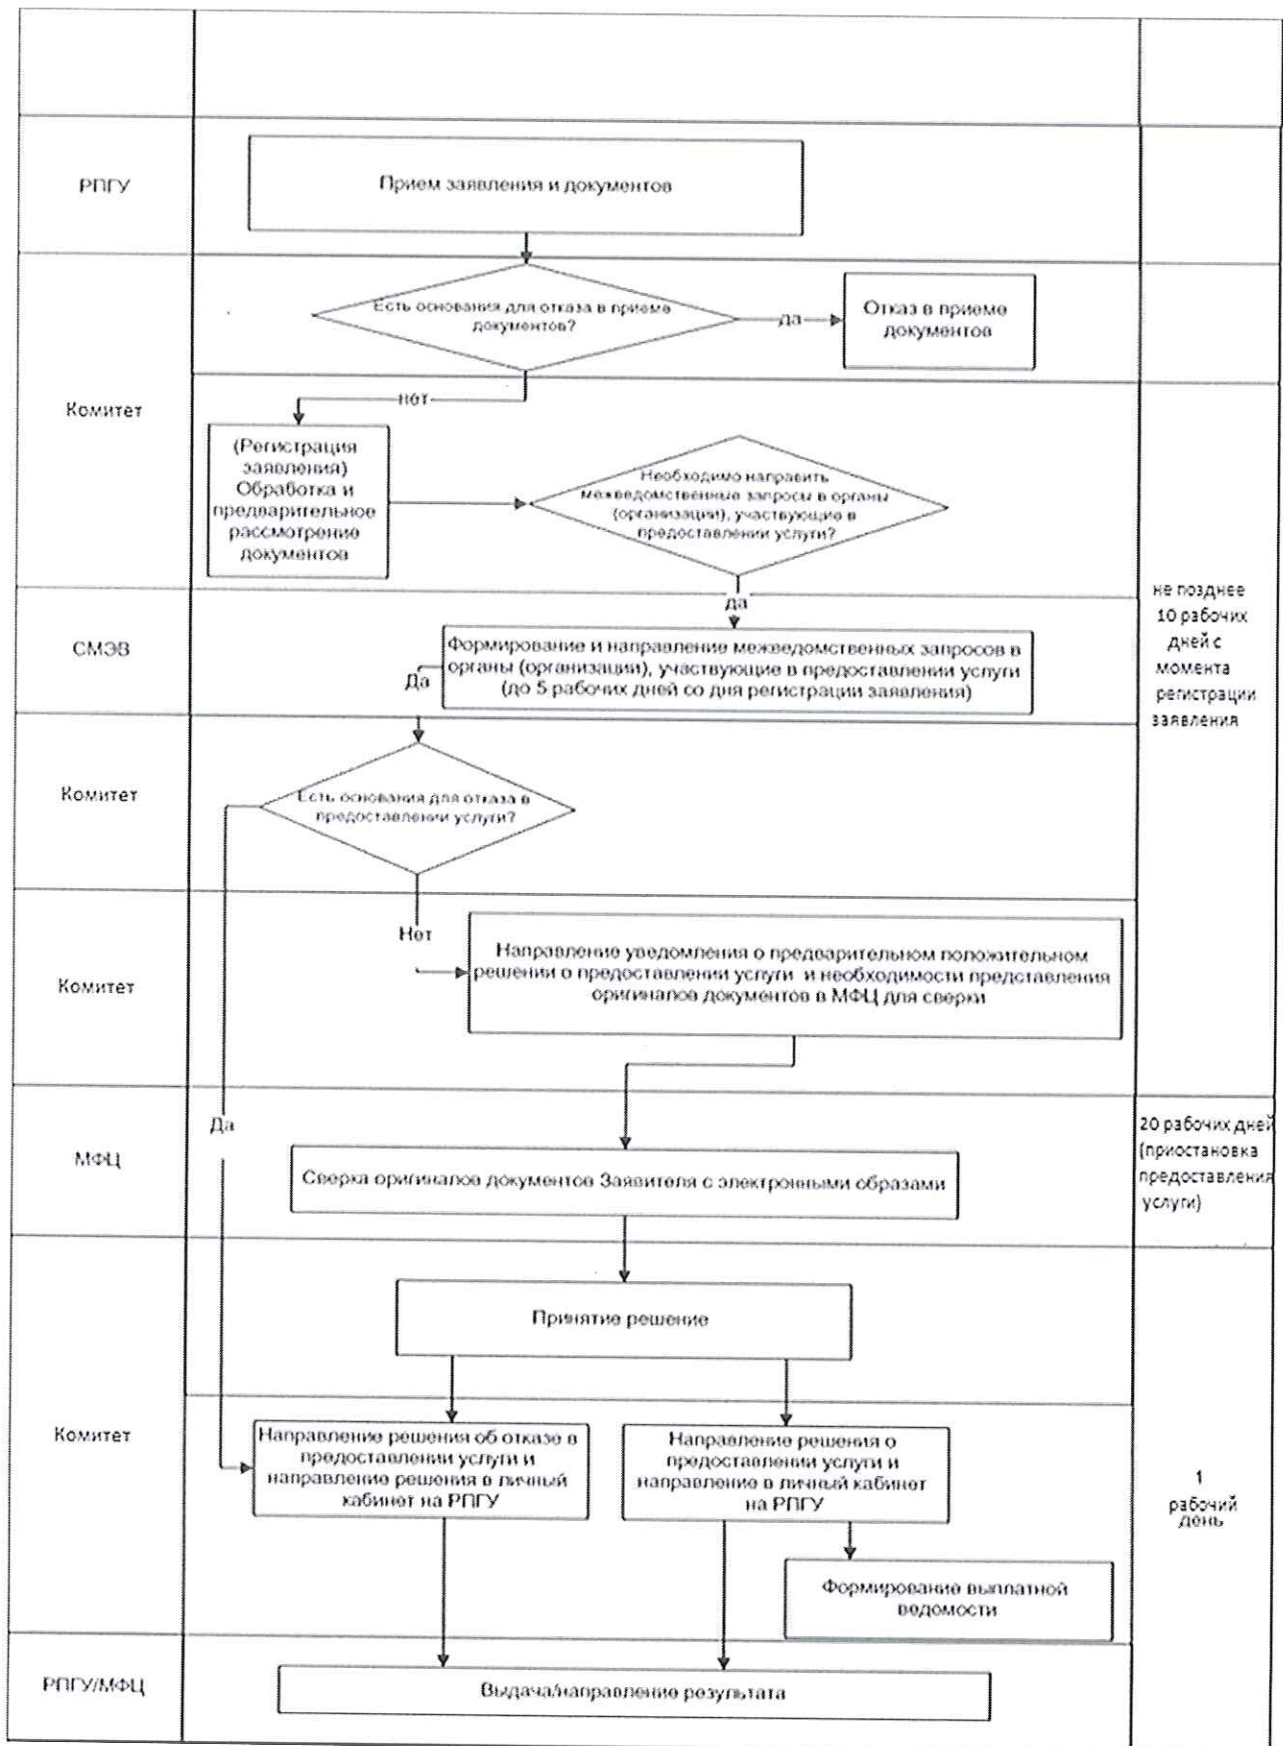 РПГУ
Прием заявления и документов
Есть основания для отказа в приеме
документов?
да
Отказ в приеме
документов
Комитет
нет
(Регистрация
заявления)
Обработка и
предварительное
рассмотрение
документов
Необходимо направить
межведомственные запросы в органы
(организации), участвующие в
предоставлении услуги?
да
не позднее
10 рабочих
дней с
момента
регистрации
заявления
СМЭВ
Формирование и направление межведомственных запросов в
органы (организации), участвующие в предоставлении услуги
(до 5 рабочих дней со дня регистрации заявления)
Да
Комитет
Есть основания для отказа в
предоставлении услуги?
Нет
Комитет
Направление уведомления о предварительном положительном
решении о предоставлении услуги и необходимости представления
оригиналов документов в МФЦ для сверки
Да
МФЦ
Сверка оригиналов документов Заявителя с электронными образами
20 рабочих дней
(приостановка
предоставления
услуги)
Принятие решение
Комитет
Направление решения об отказе в
предоставлении услуги и
направление решения в личный
кабинет на РПГУ
Направление решения о
предоставлении услуги и
направление в личный кабинет
на РПГУ
1
рабочий
день
Формирование выплатной
ведомости
РПГУ/МФЦ
Выдача/направление результата